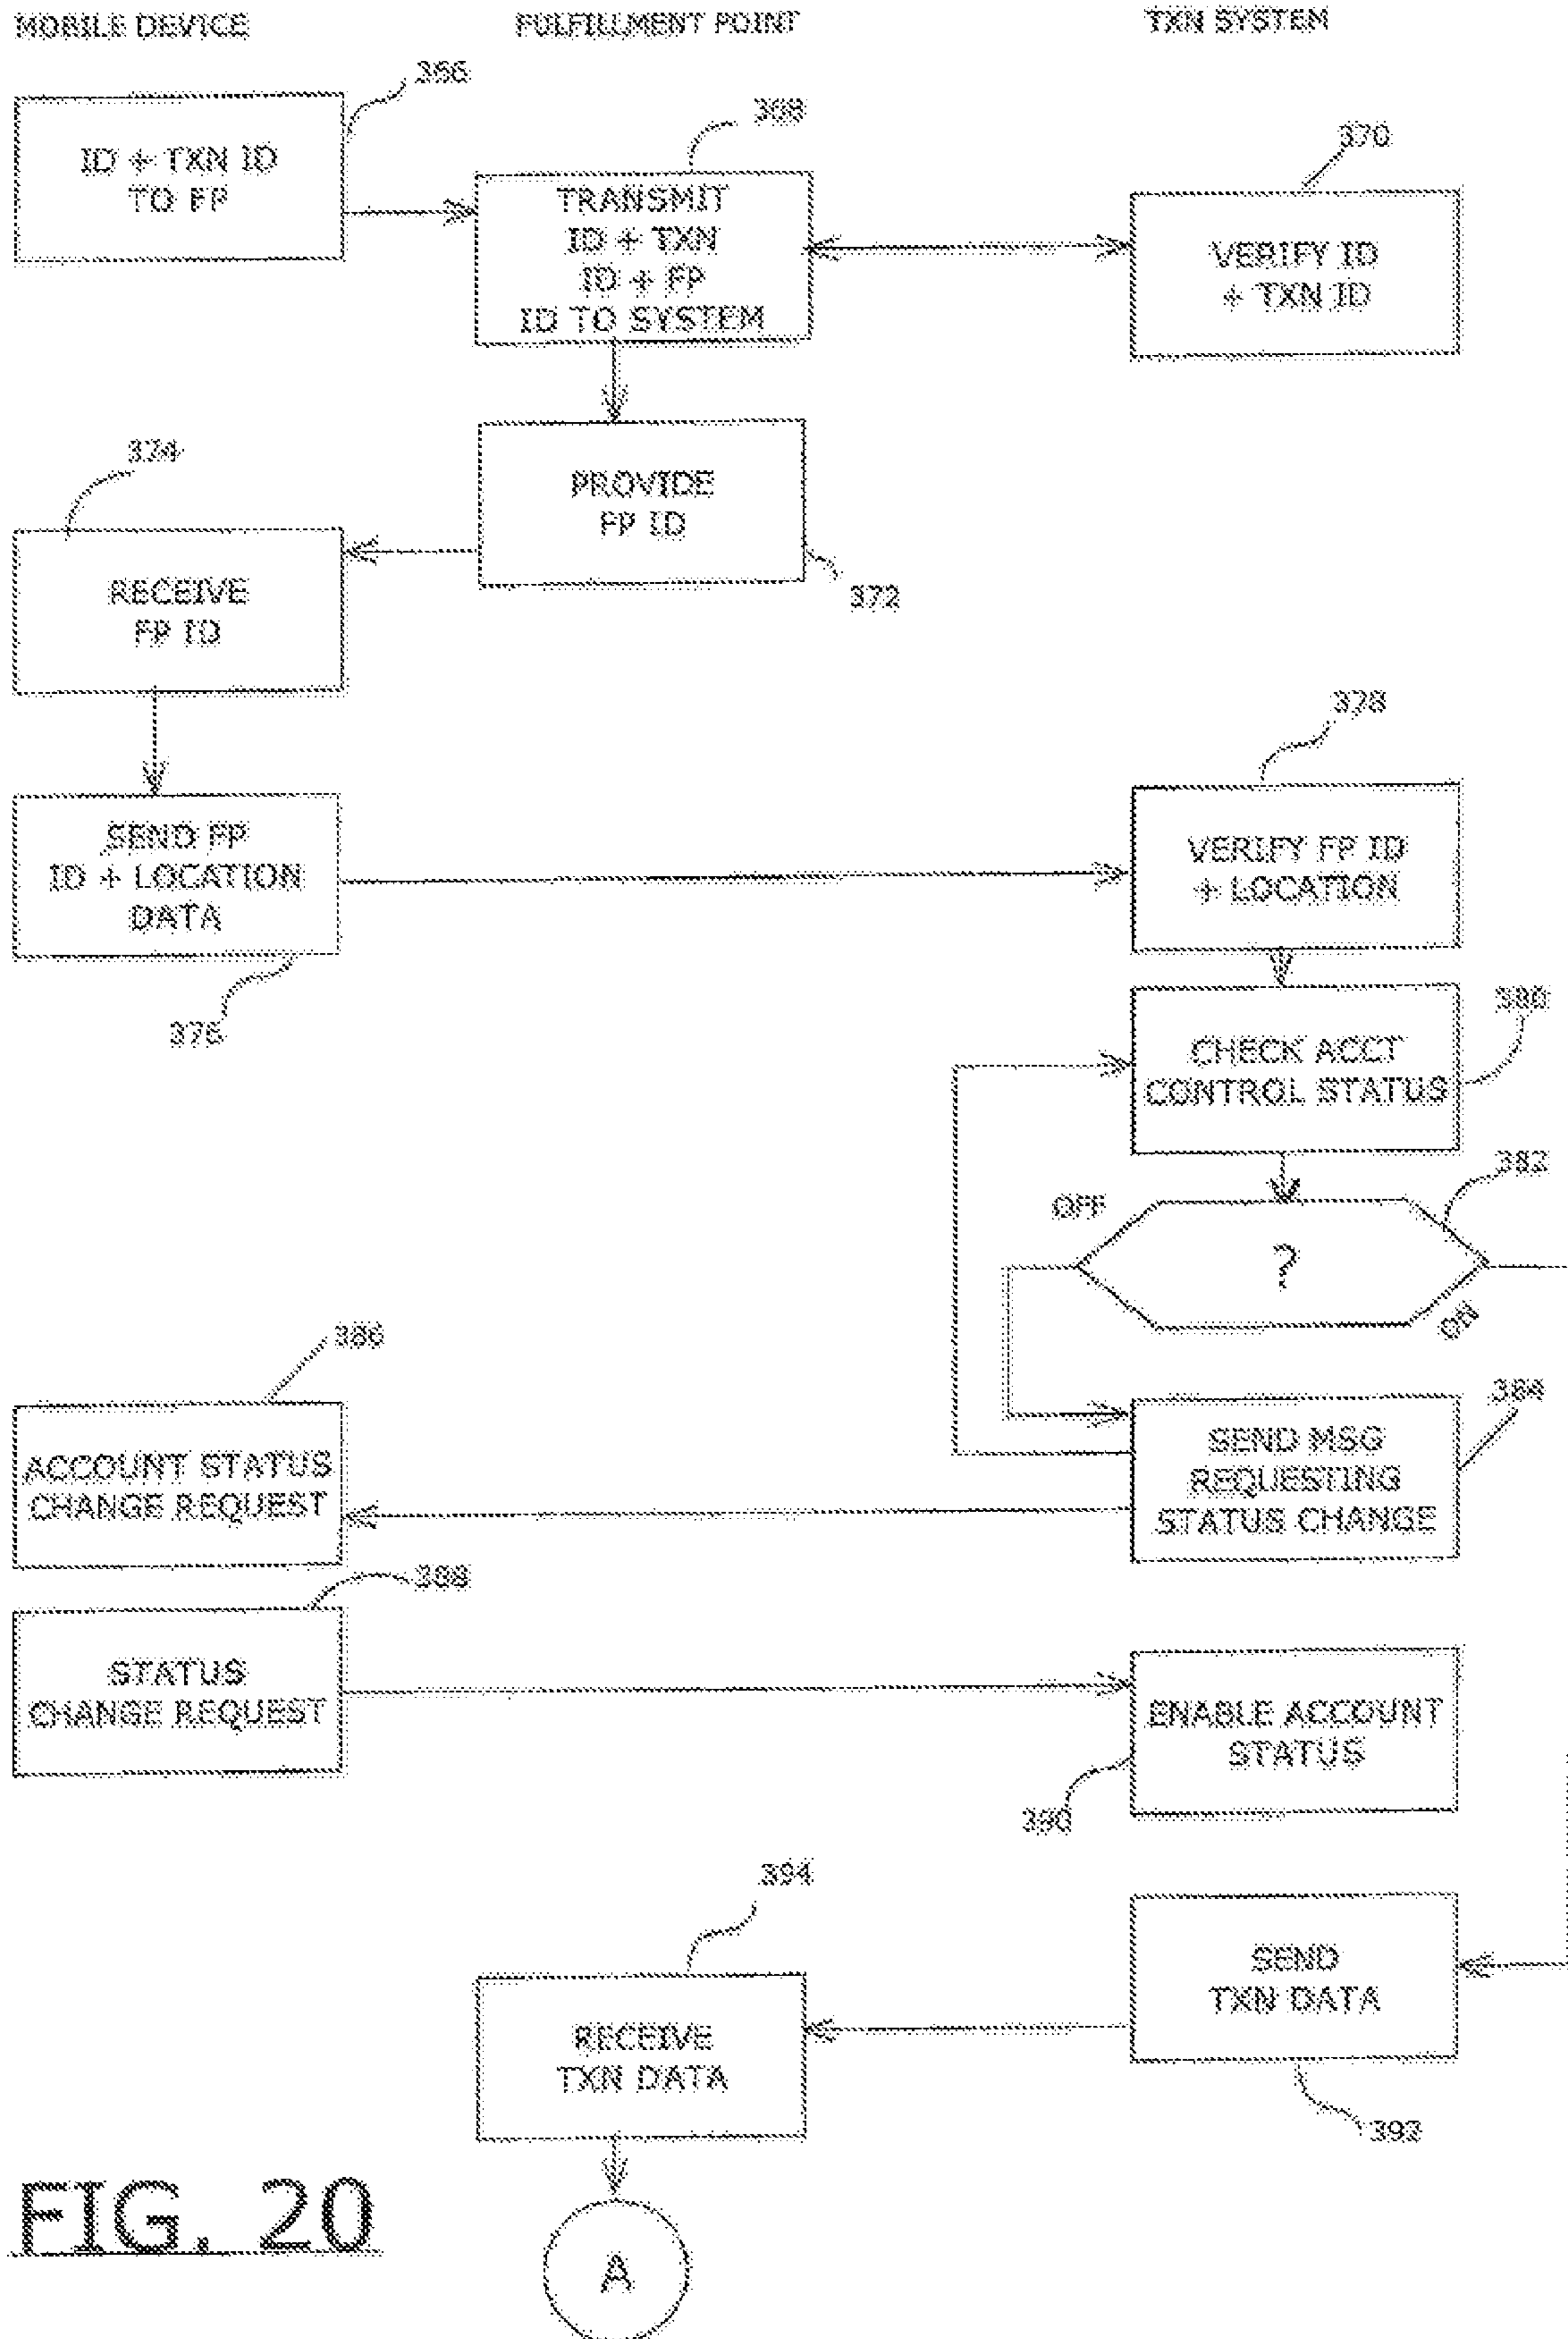 MOBILE DEVICE
FULFILLMENT POINT
TXN SYSTEM
366
ID + TXN ID
TO FP
368
TRANSMIT
ID + TXN
ID + FP
ID TO SYSTEM
370
VERIFY ID
+ TXN ID
PROVIDE
FP ID
372
374
RECEIVE
FP ID
SEND FP
ID + LOCATION
DATA
376
378
VERIFY FP ID
+ LOCATION
380
CHECK ACCT
CONTROL STATUS
382
OFF
?
ON
384
SEND MSG
REQUESTING
STATUS CHANGE
386
ACCOUNT STATUS
CHANGE REQUEST
388
STATUS
CHANGE REQUEST
ENABLE ACCOUNT
STATUS
390
SEND
TXN DATA
392
394
RECEIVE
TXN DATA
A
FIG. 20